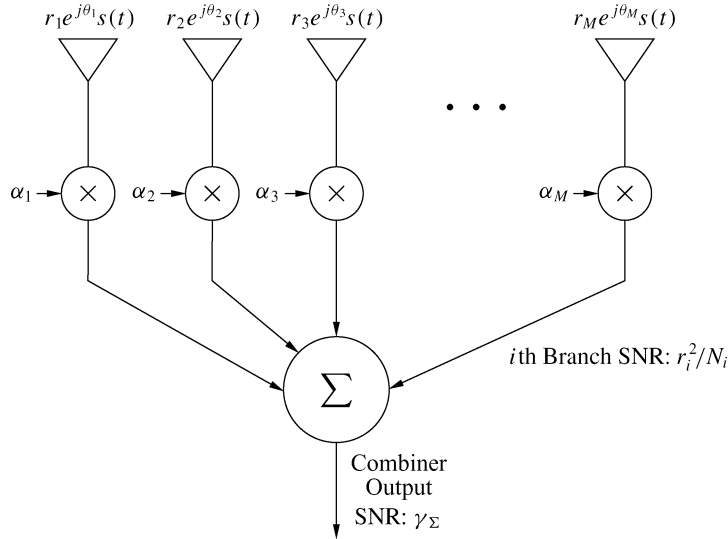 r₁e^{jθ₁}s(t) r₂e^{jθ₂}s(t) r₃e^{jθ₃}s(t) r_Me^{jθ_M}s(t)
• • •
α₁ × α₂ × α₃ × α_M ×
ith Branch SNR: r_i²/N_i
Σ
Combiner
Output
SNR: γ_Σ